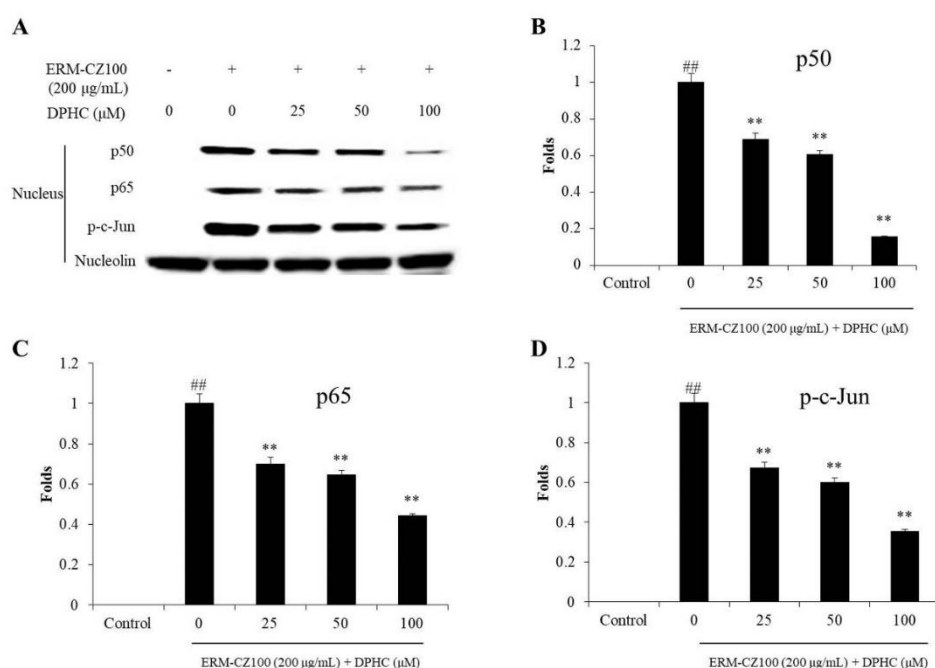 A
ERM-CZ100 - + + + +
(200 μg/mL)
DPHC (μM) 0 0 25 50 100
p50
Nucleus
p65
p-c-Jun
Nucleolin
B
p50
1.2
1
0.8
0.6
0.4
0.2
0
Folds
##
**
**
**
Control 0 25 50 100
ERM-CZ100 (200 μg/mL) + DPHC (μM)
C
p65
1.2
1
0.8
0.6
0.4
0.2
0
Folds
##
**
**
**
Control 0 25 50 100
ERM-CZ100 (200 μg/mL) + DPHC (μM)
D
p-c-Jun
1.2
1
0.8
0.6
0.4
0.2
0
Folds
##
**
**
**
Control 0 25 50 100
ERM-CZ100 (200 μg/mL) + DPHC (μM)